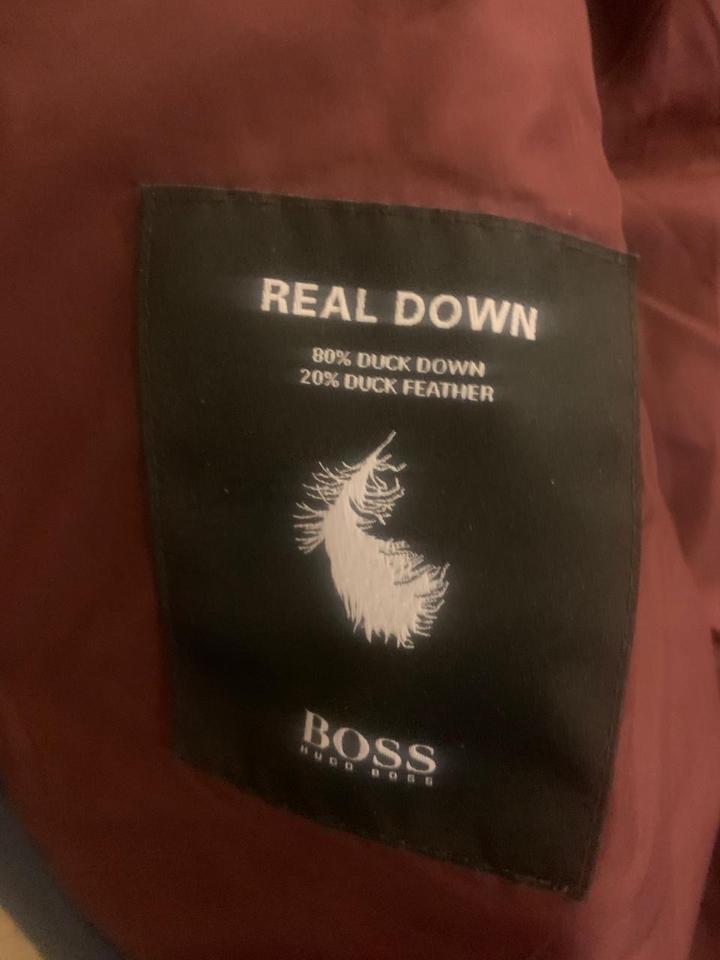 REAL DOWN
80% DUCK DOWN
20% DUCK FEATHER
BOSS
HUGO BOSS